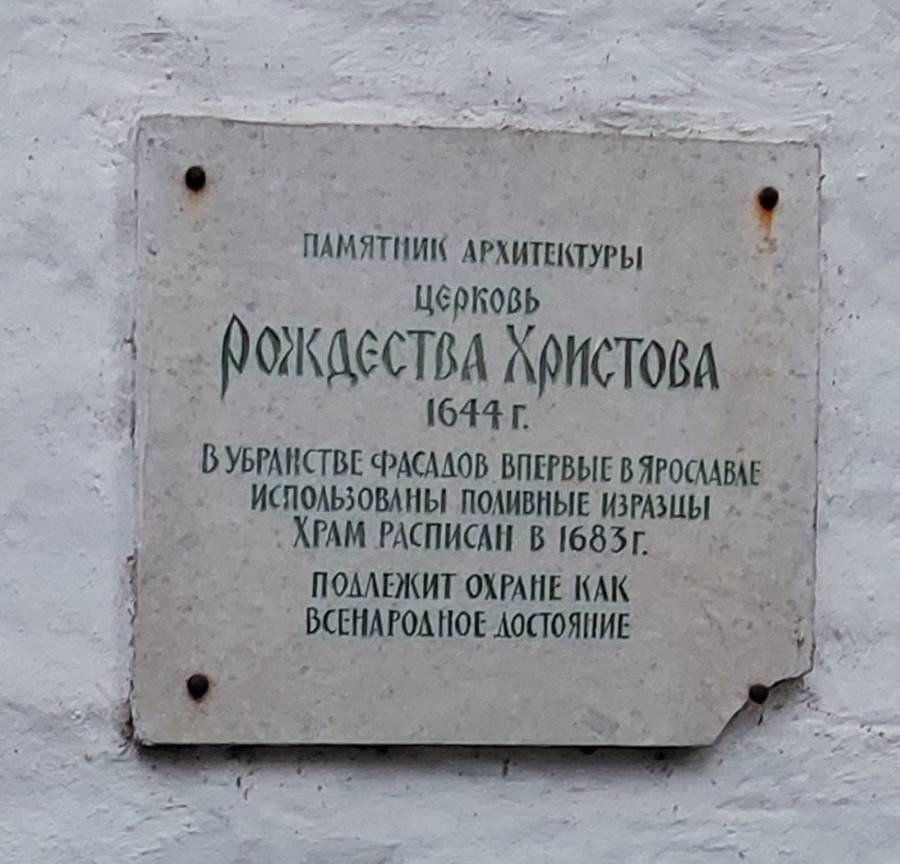 ПАМЯТНИК АРХИТЕКТУРЫ
ЦЕРКОВЬ
РОЖДЕСТВА ХРИСТОВА
1644 г.
В УБРАНСТВЕ ФАСАДОВ ВПЕРВЫЕ В ЯРОСЛАВЛЕ
ИСПОЛЬЗОВАНЫ ПОЛИВНЫЕ ИЗРАЗЦЫ
ХРАМ РАСПИСАН В 1683 г.
ПОДЛЕЖИТ ОХРАНЕ КАК
ВСЕНАРОДНОЕ ДОСТОЯНИЕ